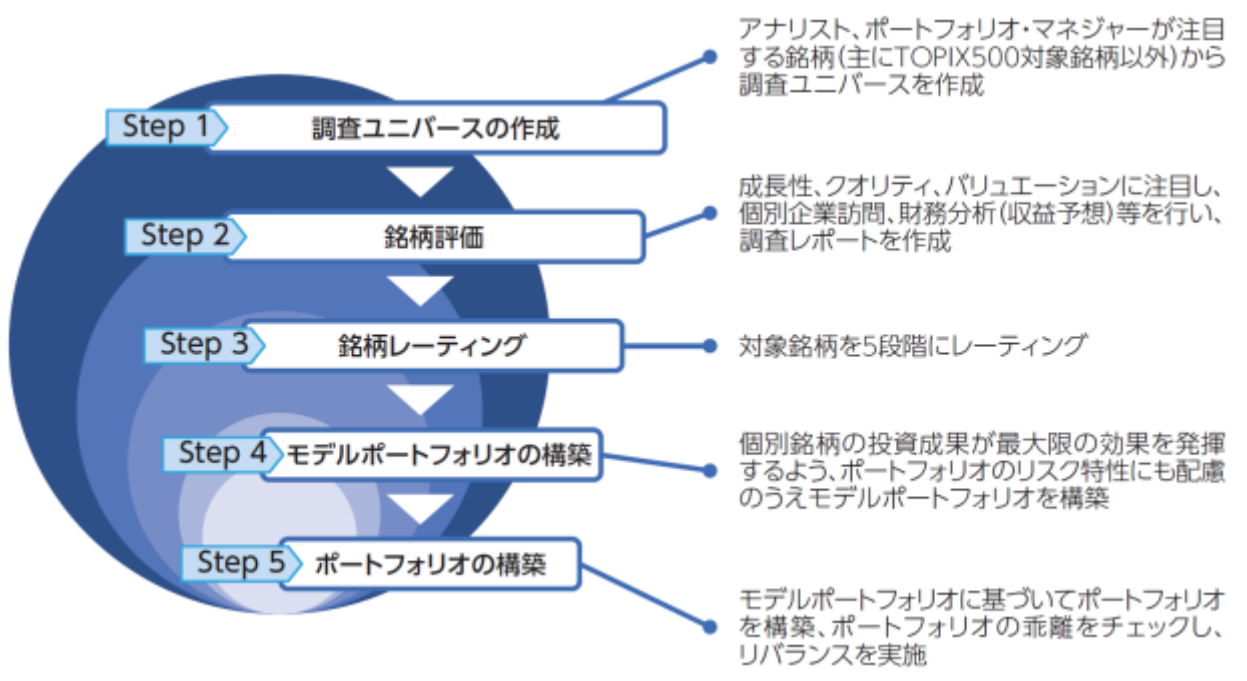 アナリスト、ポートフォリオ・マネジャーが注目
する銘柄(主にTOPIX500対象銘柄以外)から
調査ユニバースを作成
Step 1
調査ユニバースの作成
成長性、クオリティ、バリュエーションに注目し、
個別企業訪問、財務分析(収益予想)等を行い、
調査レポートを作成
Step 2
銘柄評価
Step 3
銘柄レーティング
対象銘柄を5段階にレーティング
Step 4
モデルポートフォリオの構築
個別銘柄の投資成果が最大限の効果を発揮
するよう、ポートフォリオのリスク特性にも配慮
のうえモデルポートフォリオを構築
Step 5
ポートフォリオの構築
モデルポートフォリオに基づいてポートフォリオ
を構築、ポートフォリオの乖離をチェックし、
リバランスを実施